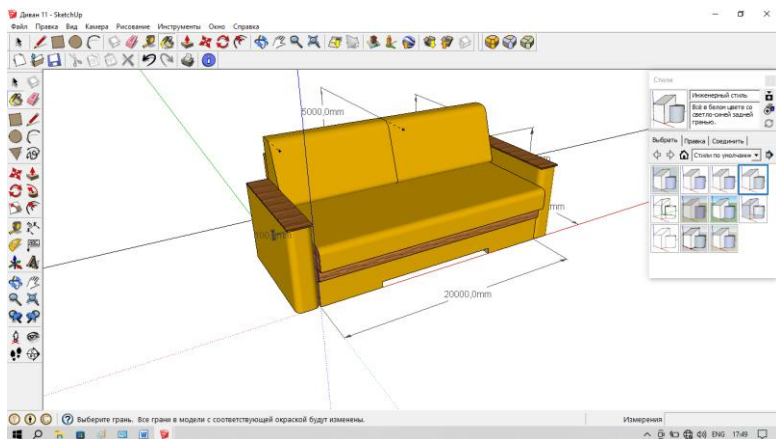 Диван 11 - SketchUp
Файл Правка Вид Камера Рисование Инструменты Окно Справка
Стили
Инженерный стиль
Всё в белом цвете со
светло-синей задней
гранью.
Выбрать Правка Соединить
Стили по умолчание
5000,0mm
mm
20000,0mm
Выберите грань. Все грани в модели с соответствующей окраской будут изменены.
Измерения
ENG 17:49